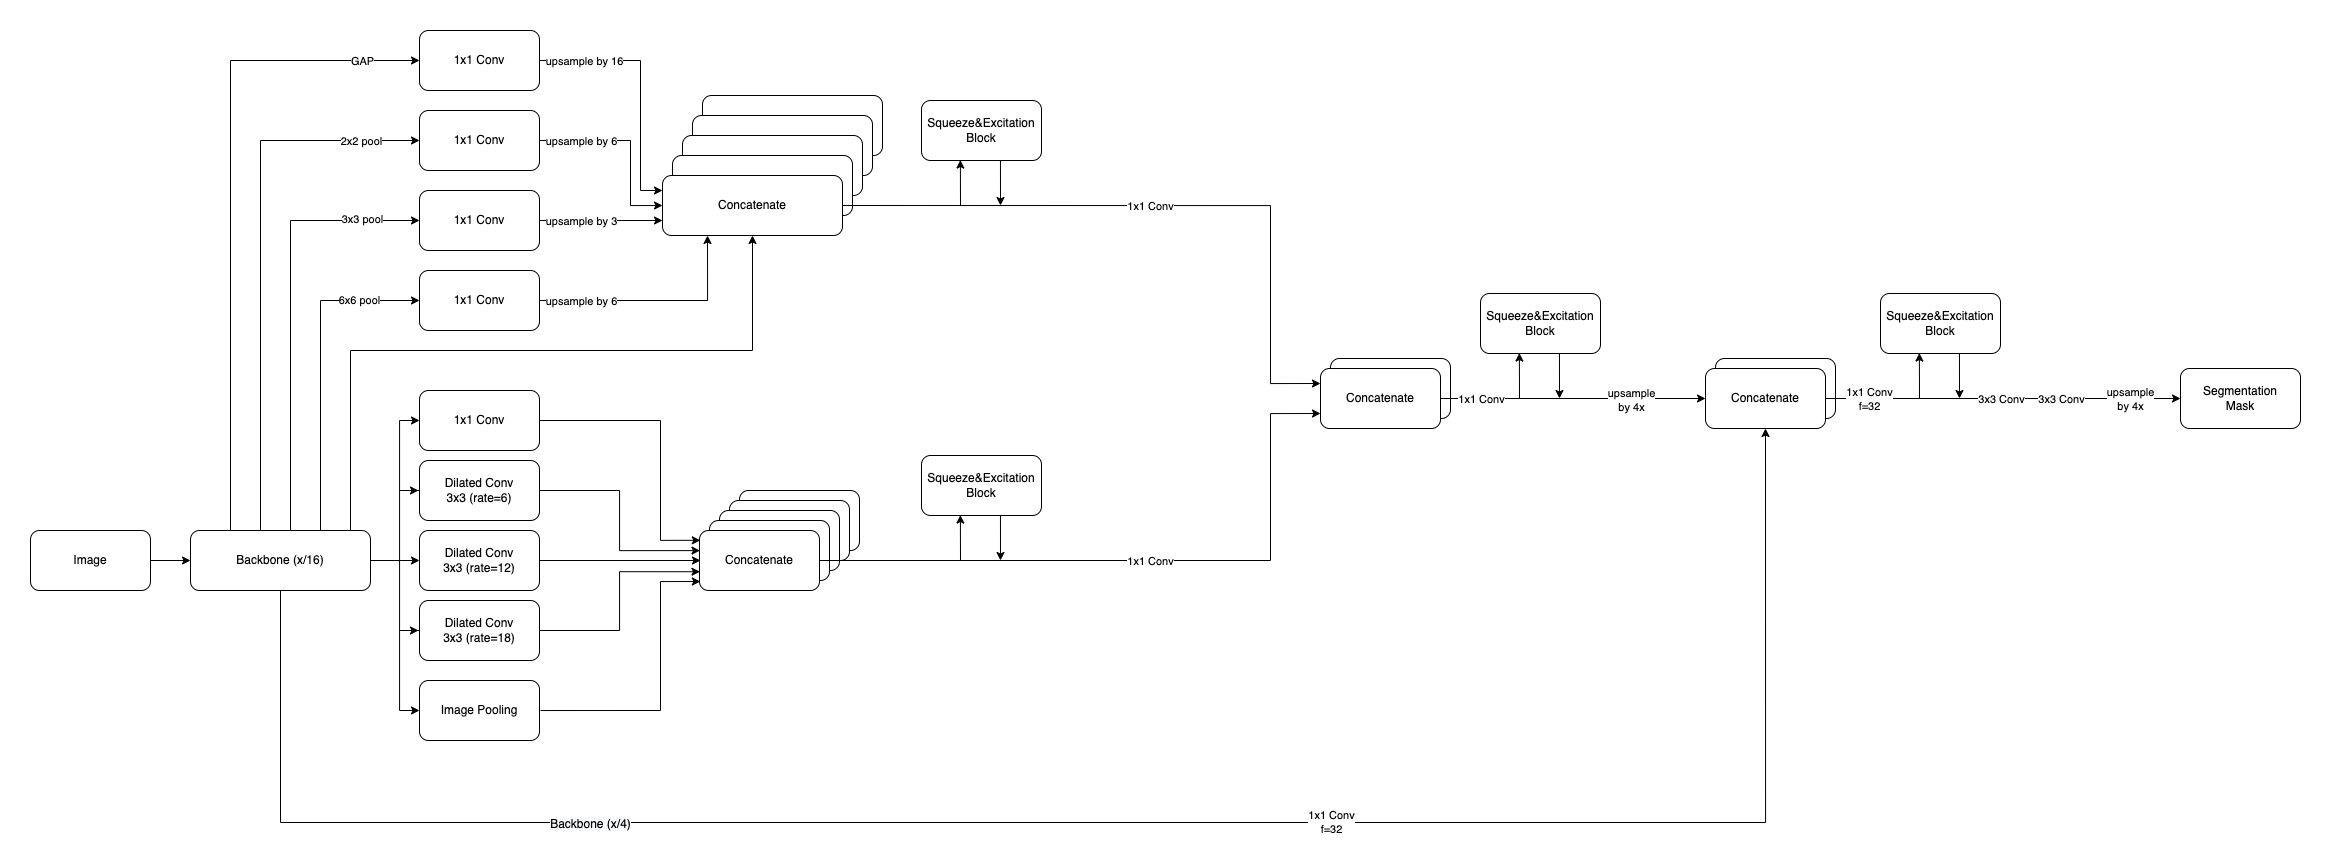 GAP
1x1 Conv
upsample by 16
2x2 pool
1x1 Conv
upsample by 6
3x3 pool
1x1 Conv
upsample by 3
6x6 pool
1x1 Conv
upsample by 6
Concatenate
Squeeze&Excitation
Block
1x1 Conv
Image
Backbone (x/16)
1x1 Conv
Dilated Conv
3x3 (rate=6)
Dilated Conv
3x3 (rate=12)
Dilated Conv
3x3 (rate=18)
Image Pooling
Concatenate
Squeeze&Excitation
Block
1x1 Conv
Concatenate
1x1 Conv
Squeeze&Excitation
Block
upsample
by 4x
Concatenate
1x1 Conv
f=32
Squeeze&Excitation
Block
3x3 Conv
3x3 Conv
upsample
by 4x
Segmentation
Mask
Backbone (x/4)
1x1 Conv
f=32